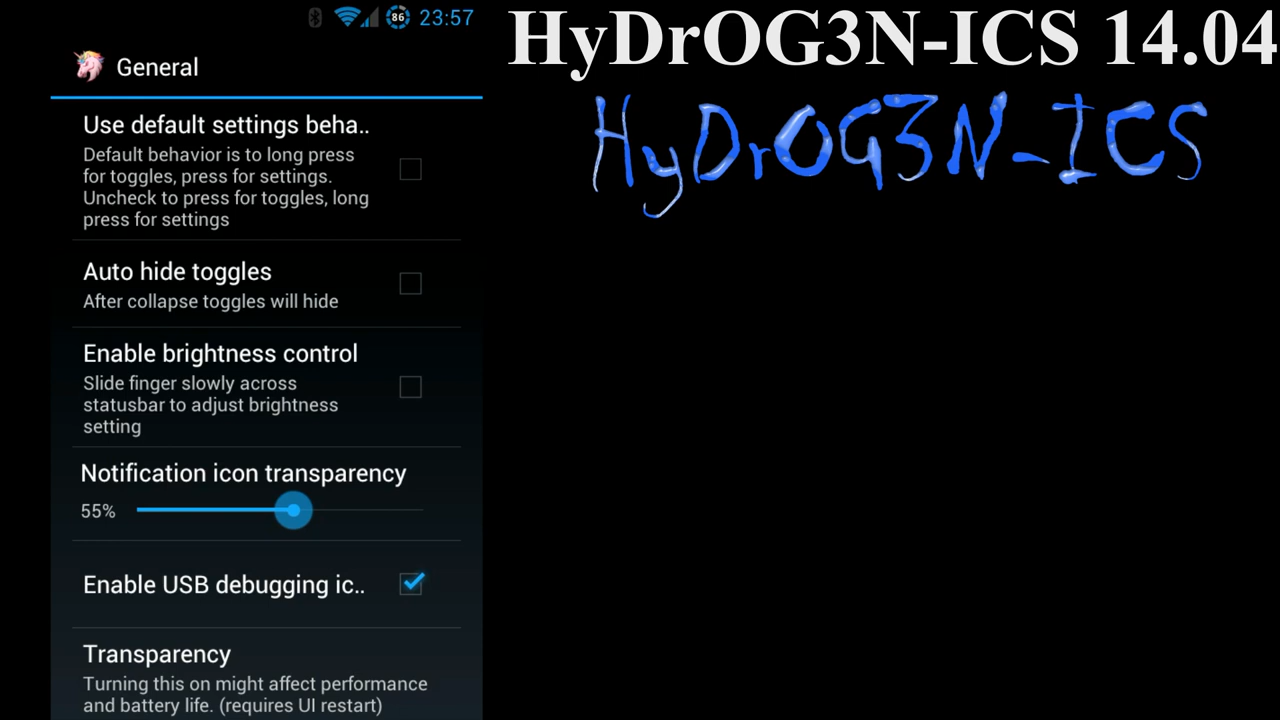 86 23:57
General
Use default settings beha..
Default behavior is to long press
for toggles, press for settings.
Uncheck to press for toggles, long
press for settings
Auto hide toggles
After collapse toggles will hide
Enable brightness control
Slide finger slowly across
statusbar to adjust brightness
setting
Notification icon transparency
55%
Enable USB debugging ic..
Transparency
Turning this on might affect performance
and battery life. (requires UI restart)
HyDrOG3N-ICS 14.04
HyDrOG3N-ICS